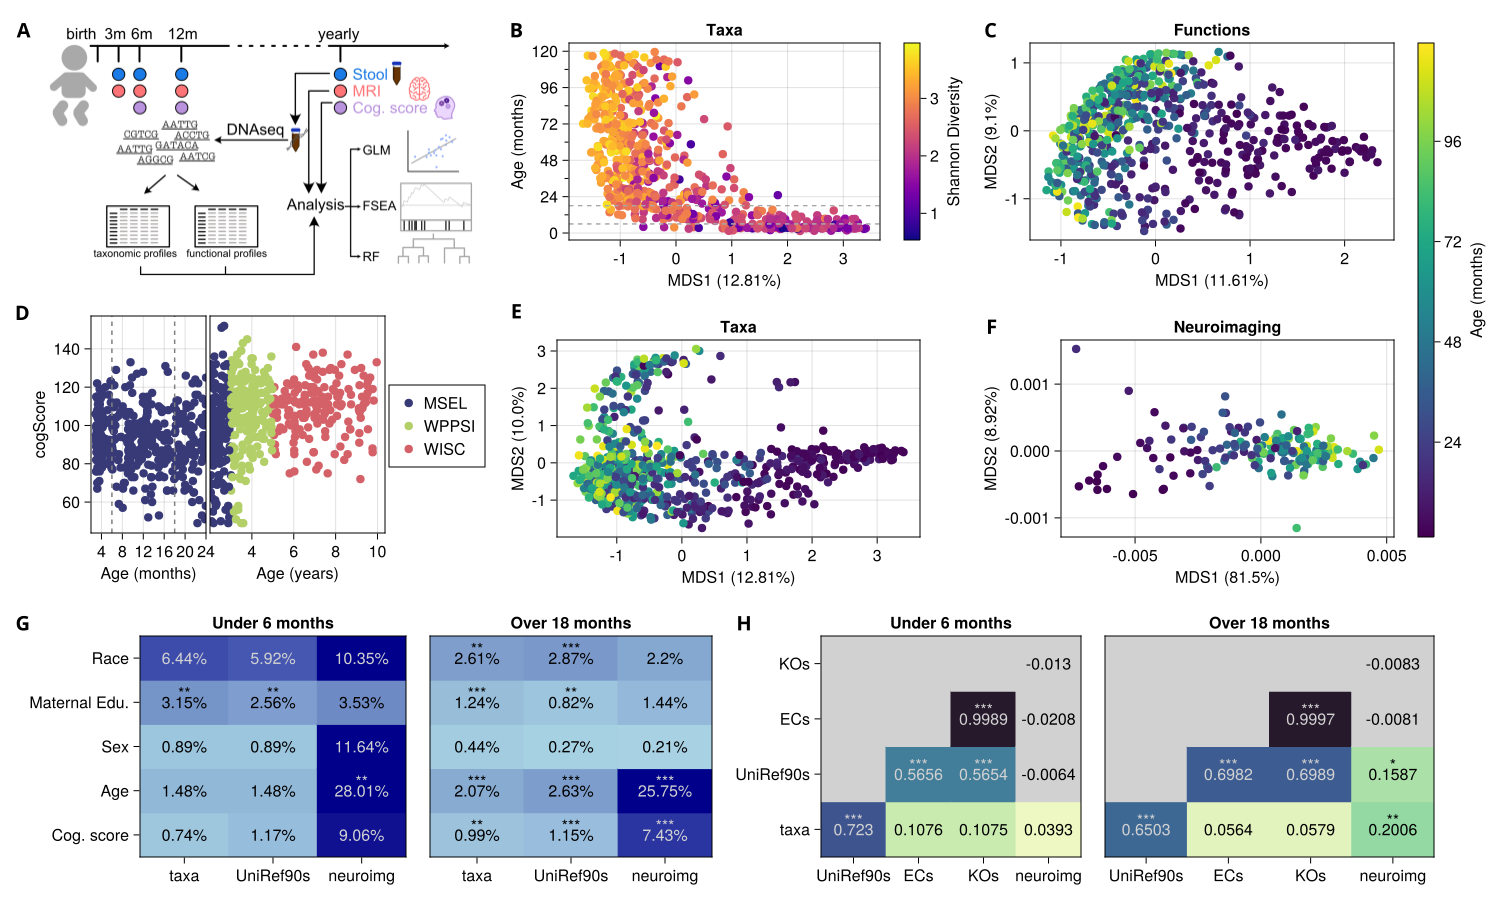 A
birth 3m 6m 12m yearly
Stool
MRI
Cog. score
DNAseq
AATTG
CGTCG ACCTG
AATTG GATACA
AGGCG AATCG
GLM
Analysis
FSEA
RF
taxonomic profiles functional profiles
B
Taxa
Age (months)
120
96
72
48
24
0
-1 0 1 2 3
MDS1 (12.81%)
3
2
1
Shannon Diversity
C
Functions
MDS2 (9.1%)
1
0
-1
-1 0 1 2
MDS1 (11.61%)
96
72
48
24
Age (months)
D
cogScore
140
120
100
80
60
4 8 12 16 20 24
Age (months)
4 6 8 10
Age (years)
MSEL
WPPSI
WISC
E
Taxa
MDS2 (10.0%)
3
2
1
0
-1
-1 0 1 2 3
MDS1 (12.81%)
F
Neuroimaging
MDS2 (8.92%)
0.001
0.000
-0.001
-0.005 0.000 0.005
MDS1 (81.5%)
G
Under 6 months Over 18 months
** ***
Race 6.44% 5.92% 10.35% 2.61% 2.87% 2.2%
** ** *** **
Maternal Edu. 3.15% 2.56% 3.53% 1.24% 0.82% 1.44%
Sex 0.89% 0.89% 11.64% 0.44% 0.27% 0.21%
** *** *** ***
Age 1.48% 1.48% 28.01% 2.07% 2.63% 25.75%
** *** ***
Cog. score 0.74% 1.17% 9.06% 0.99% 1.15% 7.43%
taxa UniRef90s neuroimg taxa UniRef90s neuroimg
H
Under 6 months Over 18 months
KOs -0.013 -0.0083
*** ***
ECs 0.9989 -0.0208 0.9997 -0.0081
*** *** *** *** *
UniRef90s 0.5656 0.5654 -0.0064 0.6982 0.6989 0.1587
*** *** **
taxa 0.723 0.1076 0.1075 0.0393 0.6503 0.0564 0.0579 0.2006
UniRef90s ECs KOs neuroimg UniRef90s ECs KOs neuroimg